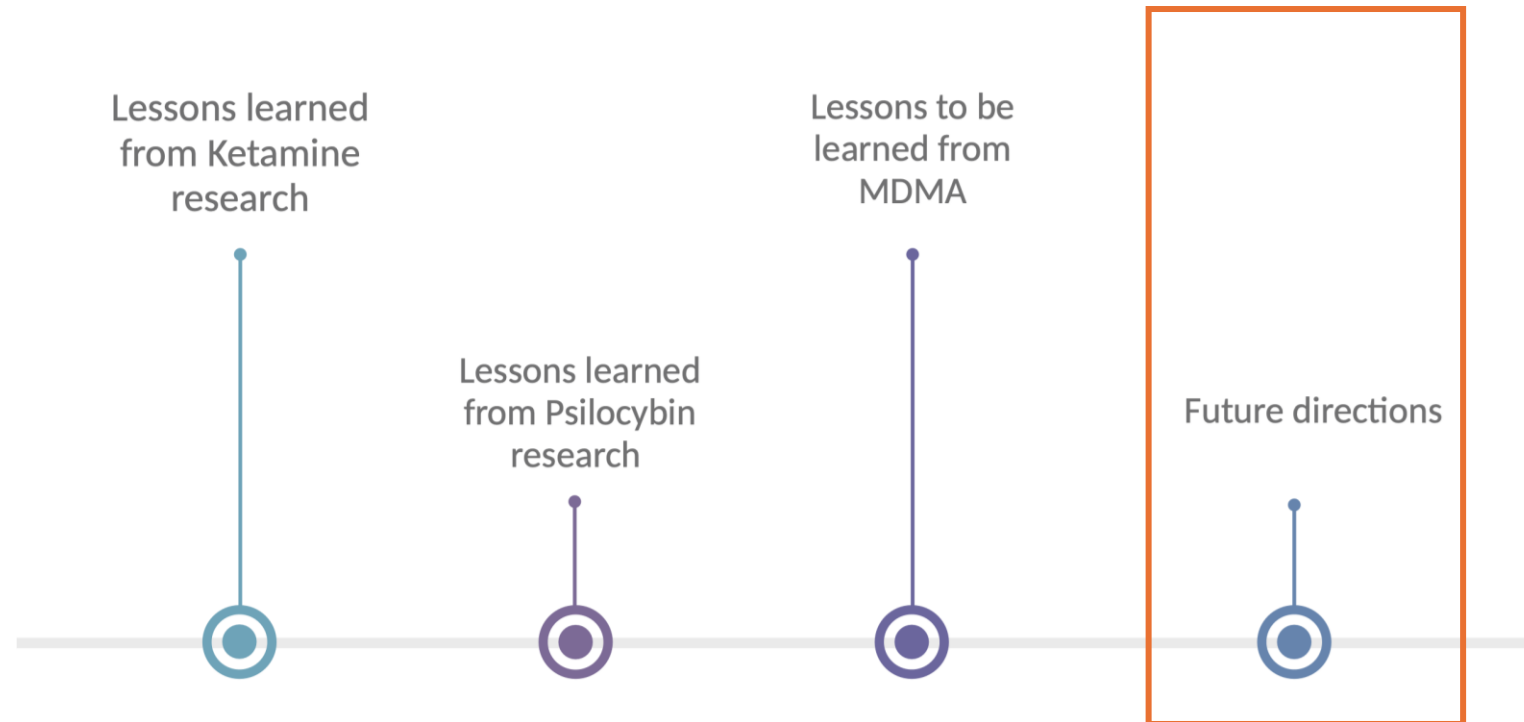 Lessons learned
from Ketamine
research
Lessons learned
from Psilocybin
research
Lessons to be
learned from
MDMA
Future directions